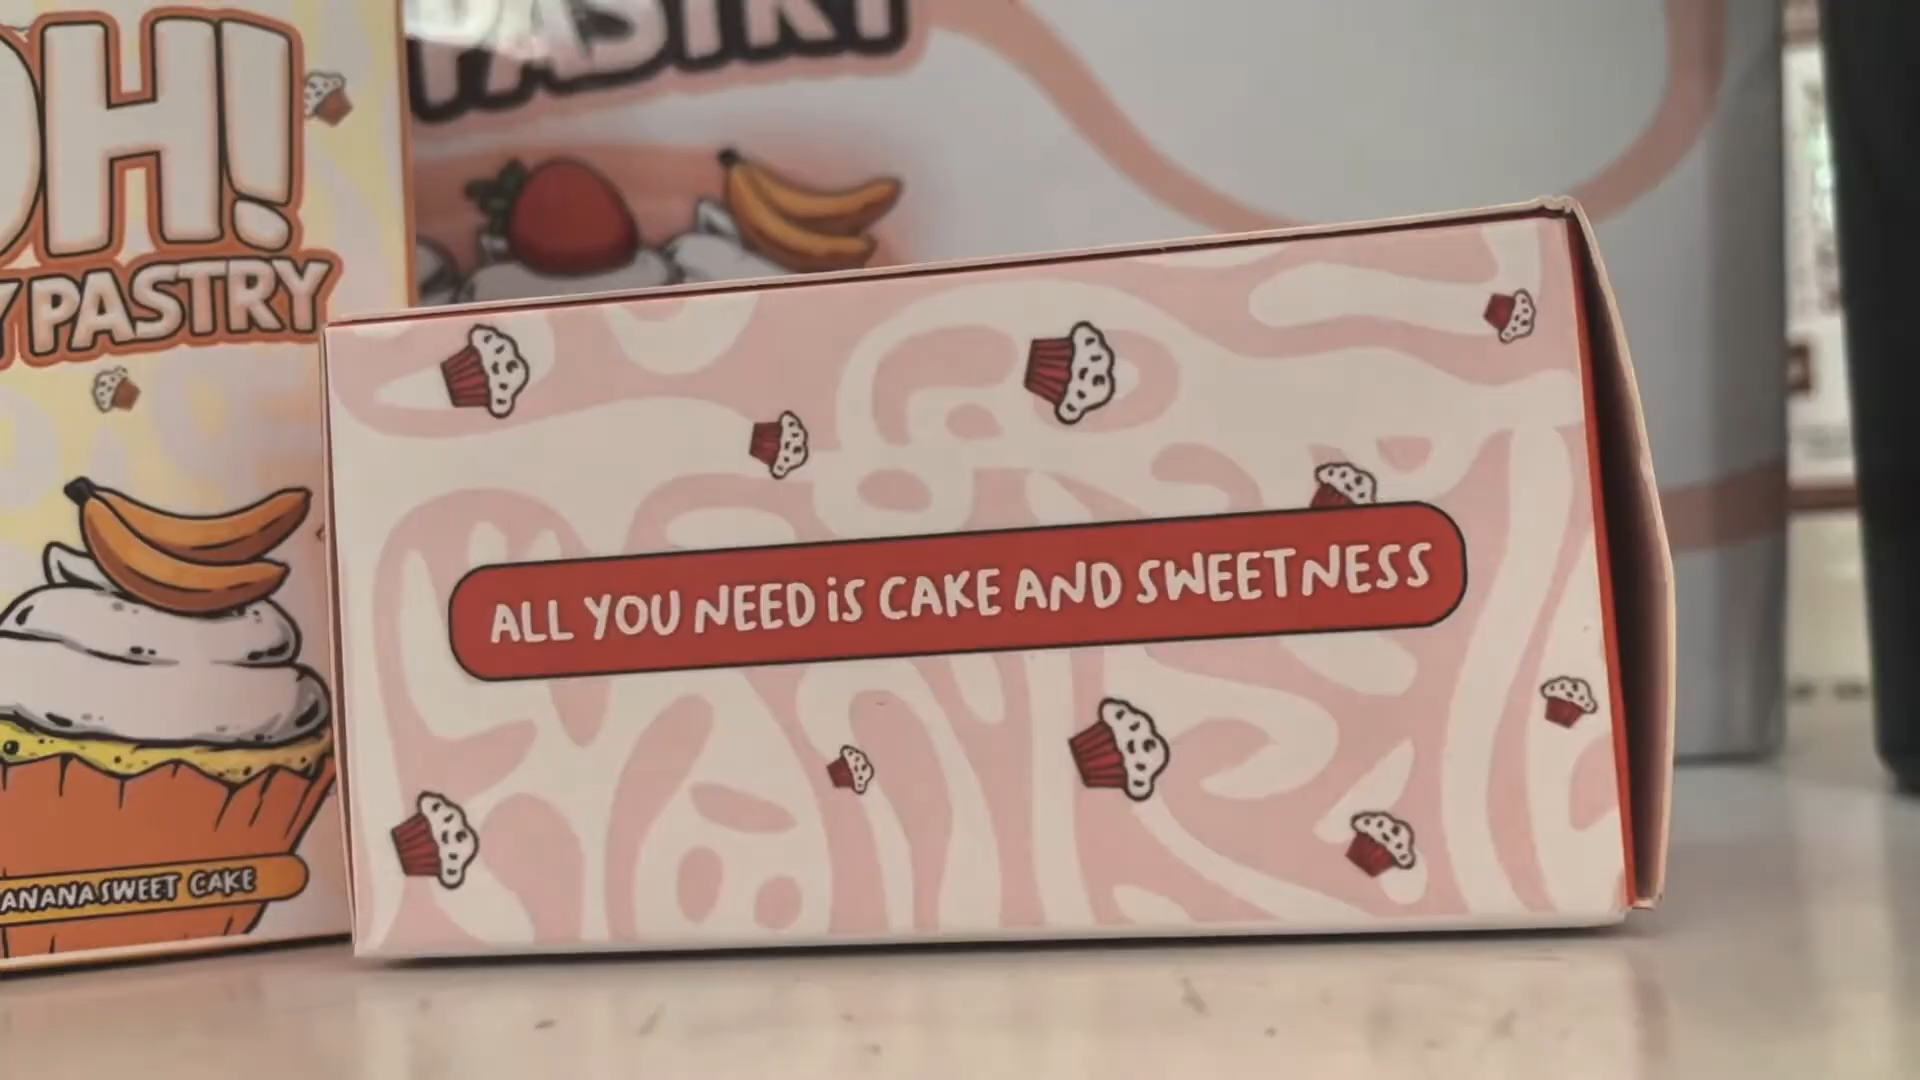 OH!
PASTRY
PASTRY
ALL YOU NEED iS CAKE AND SWEETNESS
ANANA SWEET CAKE